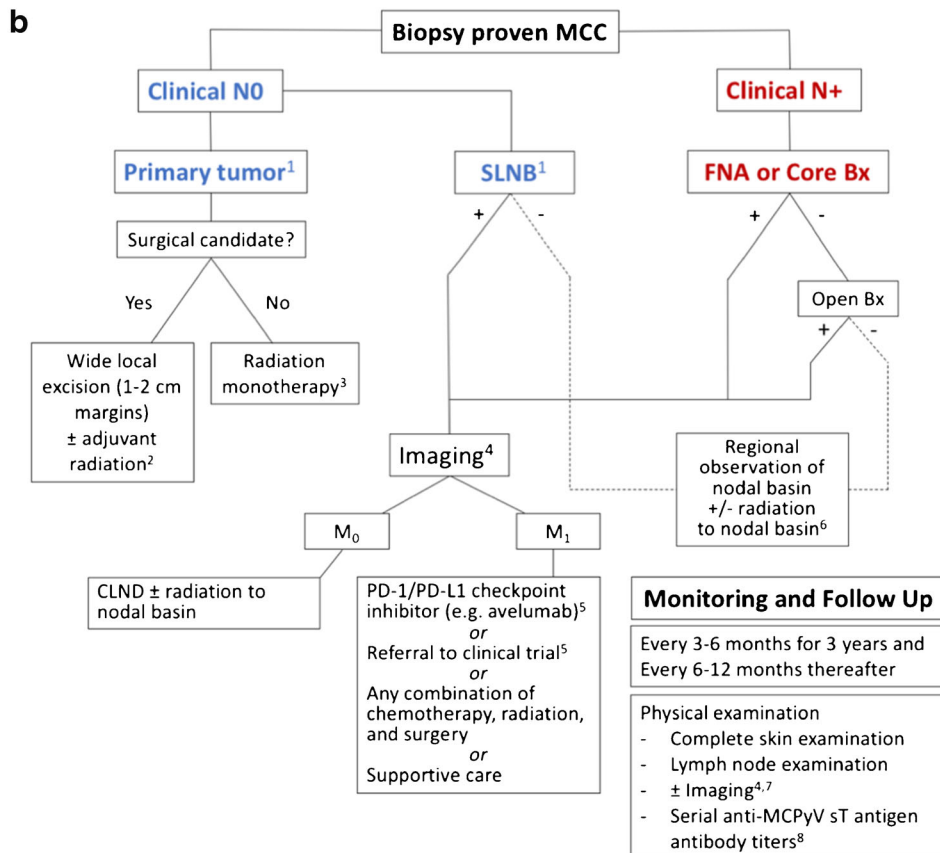 b
Biopsy proven MCC
Clinical N0
Clinical N+
Primary tumor¹
SLNB¹
FNA or Core Bx
+
-
+
-
Surgical candidate?
Yes
No
Open Bx
+
-
Wide local
excision (1-2 cm
margins)
± adjuvant
radiation²
Radiation
monotherapy³
Imaging⁴
Regional
observation of
nodal basin
+/- radiation
to nodal basin⁶
M₀
M₁
CLND ± radiation to
nodal basin
PD-1/PD-L1 checkpoint
inhibitor (e.g. avelumab)⁵
or
Referral to clinical trial⁵
or
Any combination of
chemotherapy, radiation,
and surgery
or
Supportive care
Monitoring and Follow Up
Every 3-6 months for 3 years and
Every 6-12 months thereafter
Physical examination
- Complete skin examination
- Lymph node examination
- ± Imaging⁴,⁷
- Serial anti-MCPyV sT antigen
antibody titers⁸